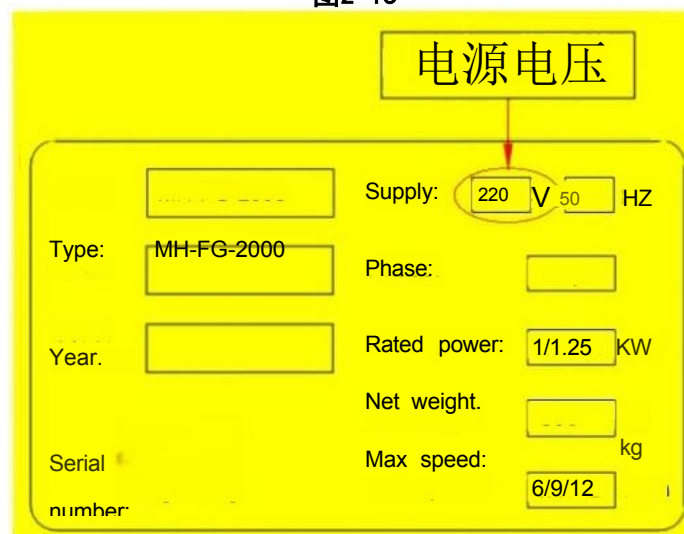 电源电压
Supply: 220 V 50 HZ
Type: MH-FG-2000
Phase:
Year.
Rated power: 1/1.25 KW
Net weight.
kg
Serial
number:
Max speed:
6/9/12